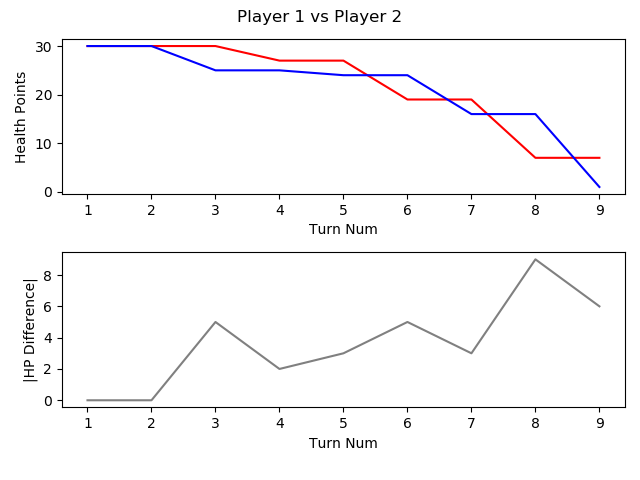 Player 1 vs Player 2
Health Points
30
20
10
0
1 2 3 4 5 6 7 8 9
Turn Num
|HP Difference|
8
6
4
2
0
1 2 3 4 5 6 7 8 9
Turn Num